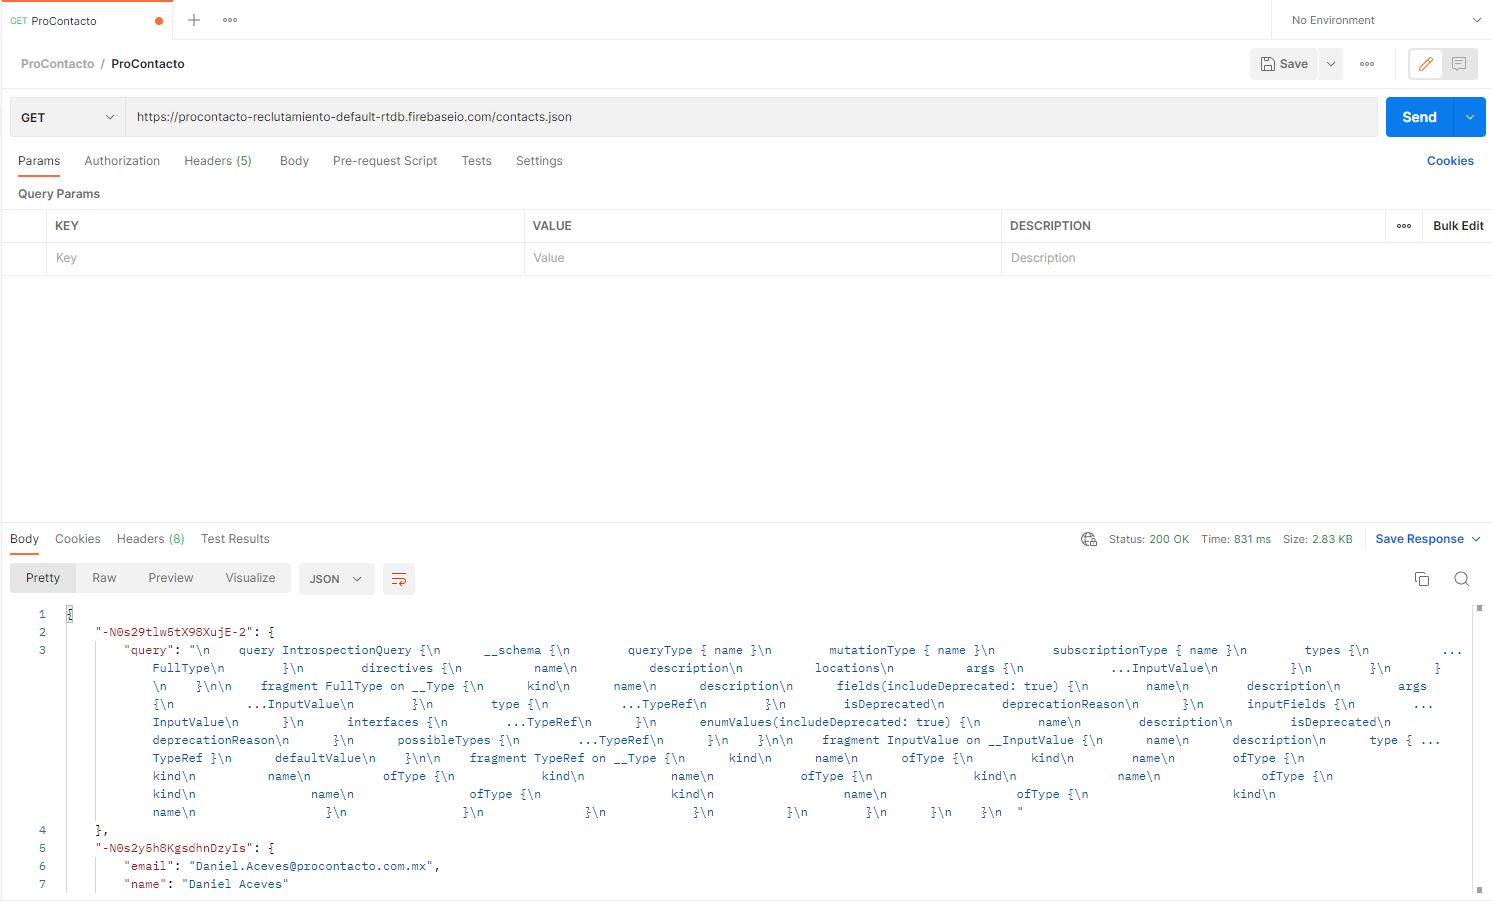 GET ProContacto
No Environment
ProContacto / ProContacto
Save
GET https://procontacto-reclutamiento-default-rtdb.firebaseio.com/contacts.json Send
Params Authorization Headers (5) Body Pre-request Script Tests Settings Cookies
Query Params
KEY VALUE DESCRIPTION Bulk Edit
Key Value Description
Body Cookies Headers (8) Test Results Status: 200 OK Time: 831 ms Size: 2.83 KB Save Response
Pretty Raw Preview Visualize JSON
1 {
2 "-N0s29tlw5tX98XujE-2": {
3 "query": "\n query IntrospectionQuery {\n __schema {\n queryType { name }\n mutationType { name }\n subscriptionType { name }\n types {\n ...
FullType\n }\n directives {\n name\n description\n locations\n args {\n ...InputValue\n }\n }\n }
\n }\n\n fragment FullType on __Type {\n kind\n name\n description\n fields(includeDeprecated: true) {\n name\n description\n args
{\n ...InputValue\n }\n type {\n ...TypeRef\n }\n isDeprecated\n deprecationReason\n }\n inputFields {\n ...
InputValue\n }\n interfaces {\n ...TypeRef\n }\n enumValues(includeDeprecated: true) {\n name\n description\n isDeprecated\n
deprecationReason\n }\n possibleTypes {\n ...TypeRef\n }\n }\n\n fragment InputValue on __InputValue {\n name\n description\n type { ...
TypeRef }\n defaultValue\n }\n\n fragment TypeRef on __Type {\n kind\n name\n ofType {\n kind\n name\n ofType {\n
kind\n name\n ofType {\n kind\n name\n ofType {\n kind\n name\n ofType {\n
kind\n name\n ofType {\n kind\n name\n ofType {\n kind\n
name\n }\n }\n }\n }\n }\n }\n }\n }\n "
4 },
5 "-N0s2y5h8KgsdhnDzyIs": {
6 "email": "Daniel.Aceves@procontacto.com.mx",
7 "name": "Daniel Aceves"